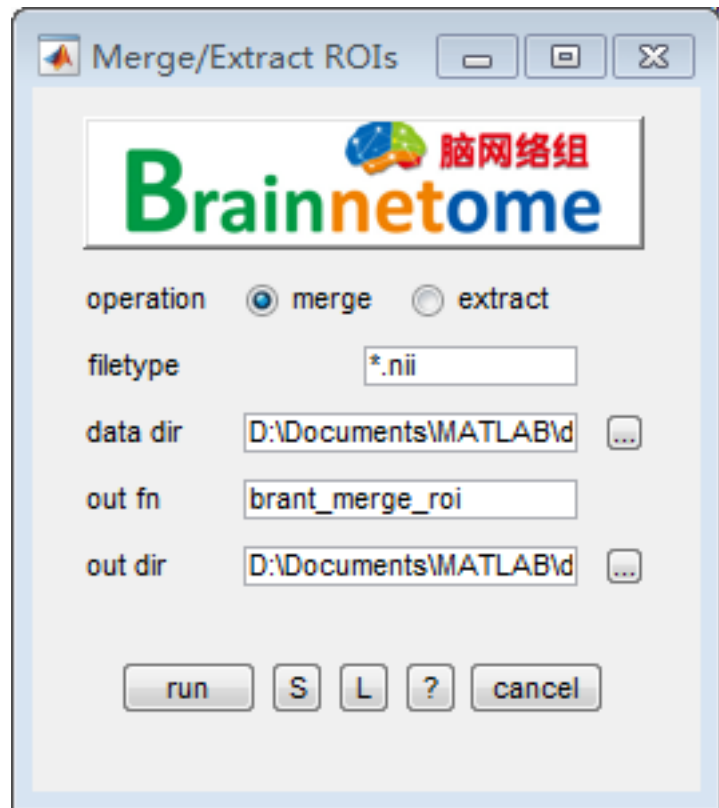 Merge/Extract ROIs
脑网络组
Brainnetome
operation merge extract
filetype *.nii
data dir D:\Documents\MATLAB\d ...
out fn brant_merge_roi
out dir D:\Documents\MATLAB\d ...
run S L ? cancel